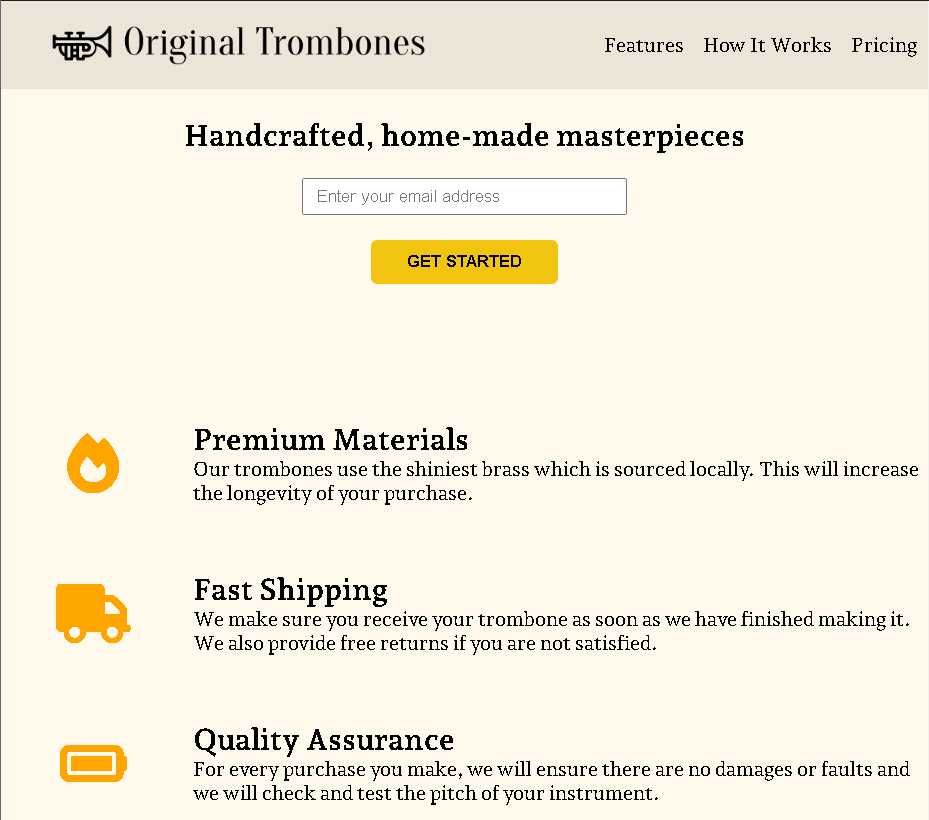 Original Trombones
Features How It Works Pricing
Handcrafted, home-made masterpieces
Enter your email address
GET STARTED
Premium Materials
Our trombones use the shiniest brass which is sourced locally. This will increase
the longevity of your purchase.
Fast Shipping
We make sure you receive your trombone as soon as we have finished making it.
We also provide free returns if you are not satisfied.
Quality Assurance
For every purchase you make, we will ensure there are no damages or faults and
we will check and test the pitch of your instrument.